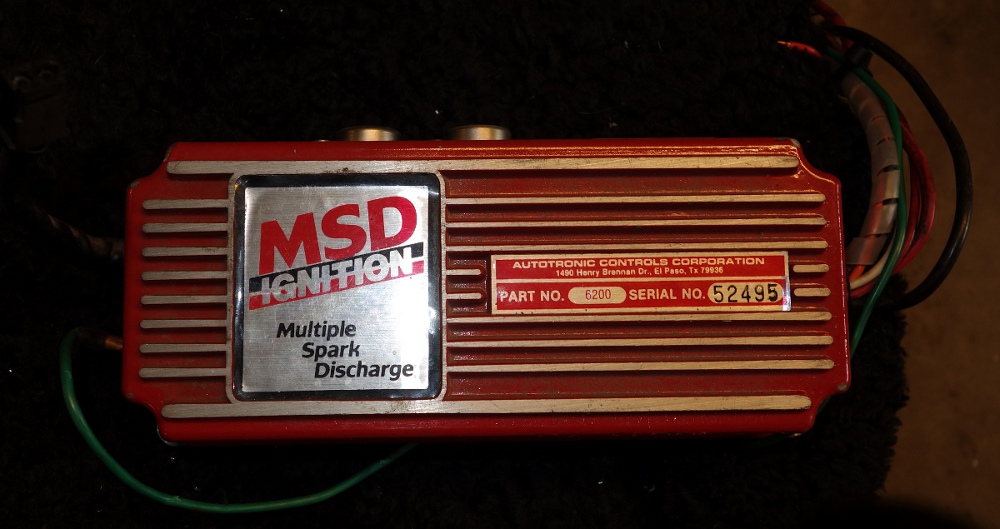 MSD
IGNITION
Multiple
Spark
Discharge
AUTOTRONIC CONTROLS CORPORATION
1490 Henry Brennan Dr., El Paso, Tx 79936
PART NO. 6200 SERIAL NO. 52495